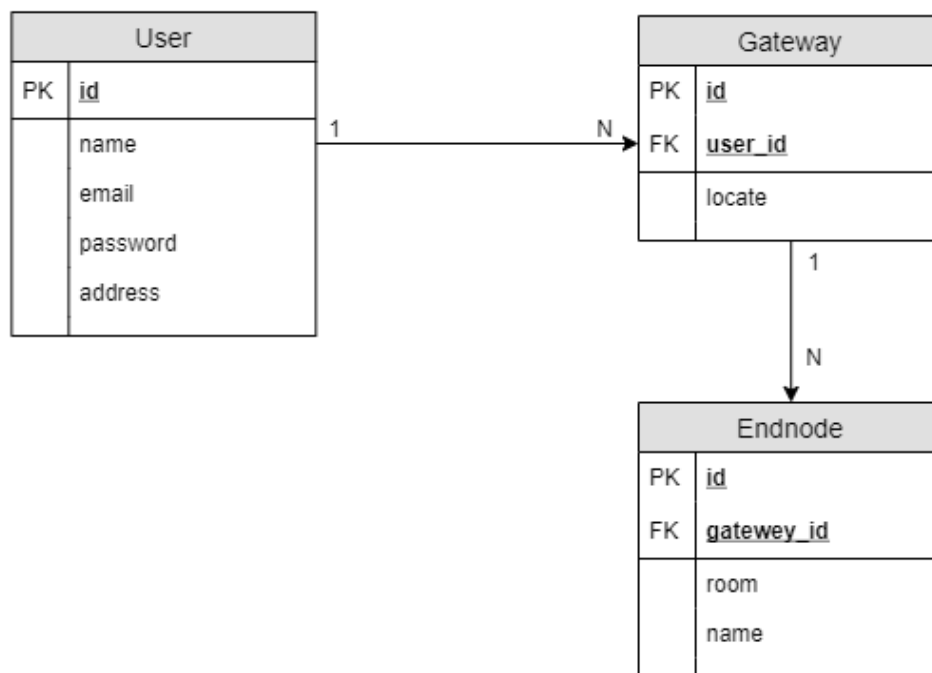 User
PK id
name
email
password
address
1 N
Gateway
PK id
FK user_id
locate
1
N
Endnode
PK id
FK gatewey_id
room
name